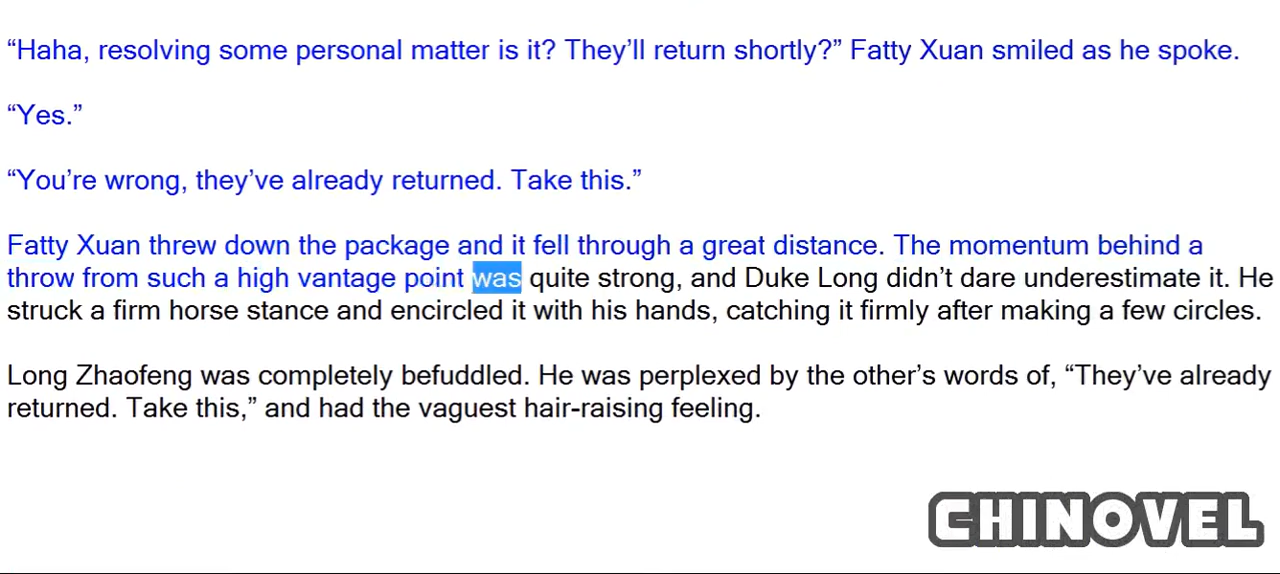 “Haha, resolving some personal matter is it? They’ll return shortly?” Fatty Xuan smiled as he spoke.
“Yes.”
“You’re wrong, they’ve already returned. Take this.”
Fatty Xuan threw down the package and it fell through a great distance. The momentum behind a
throw from such a high vantage point was quite strong, and Duke Long didn’t dare underestimate it. He
struck a firm horse stance and encircled it with his hands, catching it firmly after making a few circles.
Long Zhaofeng was completely befuddled. He was perplexed by the other’s words of, “They’ve already
returned. Take this,” and had the vaguest hair-raising feeling.
CHINOVEL